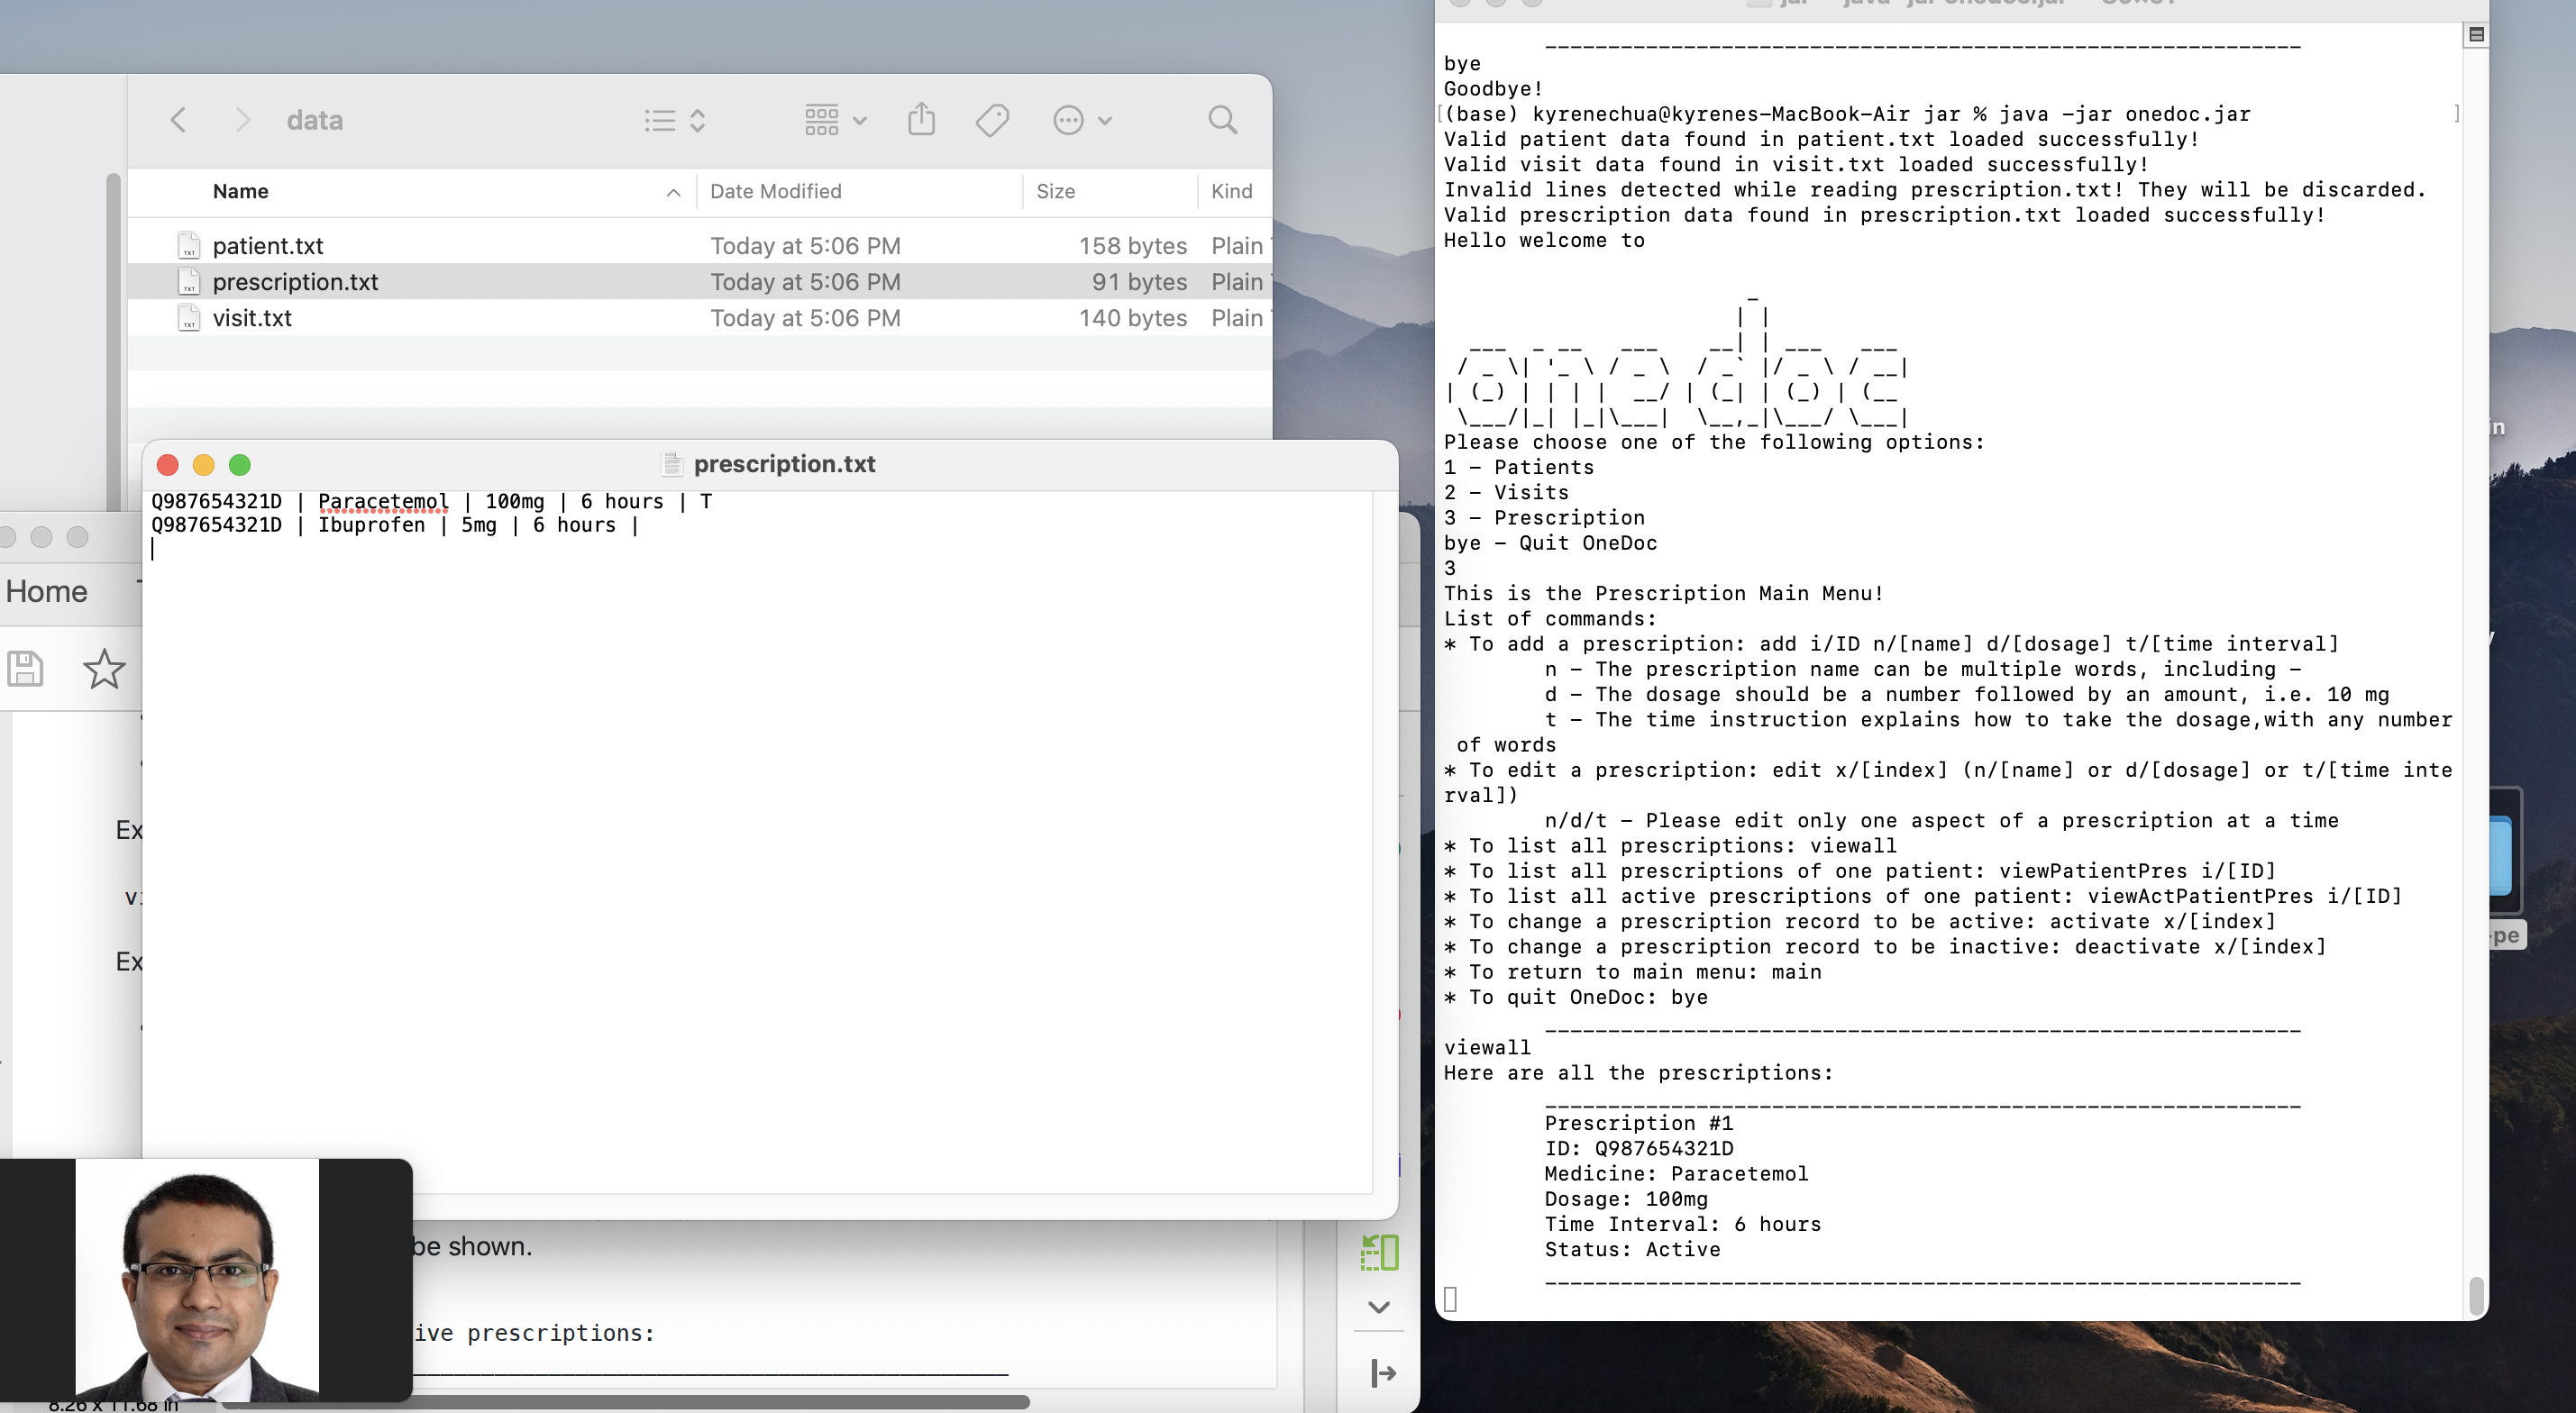 data
Name
Date Modified
Size
Kind
patient.txt
Today at 5:06 PM
158 bytes
Plain
prescription.txt
Today at 5:06 PM
91 bytes
Plain
visit.txt
Today at 5:06 PM
140 bytes
Plain
prescription.txt
Q987654321D | Paracetemol | 100mg | 6 hours | T
Q987654321D | Ibuprofen | 5mg | 6 hours |
Home
Ex
Ex
be shown.
ive prescriptions:
bye
Goodbye!
(base) kyrenechua@kyrenes-MacBook-Air jar % java -jar onedoc.jar
Valid patient data found in patient.txt loaded successfully!
Valid visit data found in visit.txt loaded successfully!
Invalid lines detected while reading prescription.txt! They will be discarded.
Valid prescription data found in prescription.txt loaded successfully!
Hello welcome to
onedoc
Please choose one of the following options:
1 - Patients
2 - Visits
3 - Prescription
bye - Quit OneDoc
3
This is the Prescription Main Menu!
List of commands:
* To add a prescription: add i/ID n/[name] d/[dosage] t/[time interval]
n - The prescription name can be multiple words, including -
d - The dosage should be a number followed by an amount, i.e. 10 mg
t - The time instruction explains how to take the dosage,with any number
of words
* To edit a prescription: edit x/[index] (n/[name] or d/[dosage] or t/[time inte
rval])
n/d/t - Please edit only one aspect of a prescription at a time
* To list all prescriptions: viewall
* To list all prescriptions of one patient: viewPatientPres i/[ID]
* To list all active prescriptions of one patient: viewActPatientPres i/[ID]
* To change a prescription record to be active: activate x/[index]
* To change a prescription record to be inactive: deactivate x/[index]
* To return to main menu: main
* To quit OneDoc: bye
viewall
Here are all the prescriptions:
Prescription #1
ID: Q987654321D
Medicine: Paracetemol
Dosage: 100mg
Time Interval: 6 hours
Status: Active